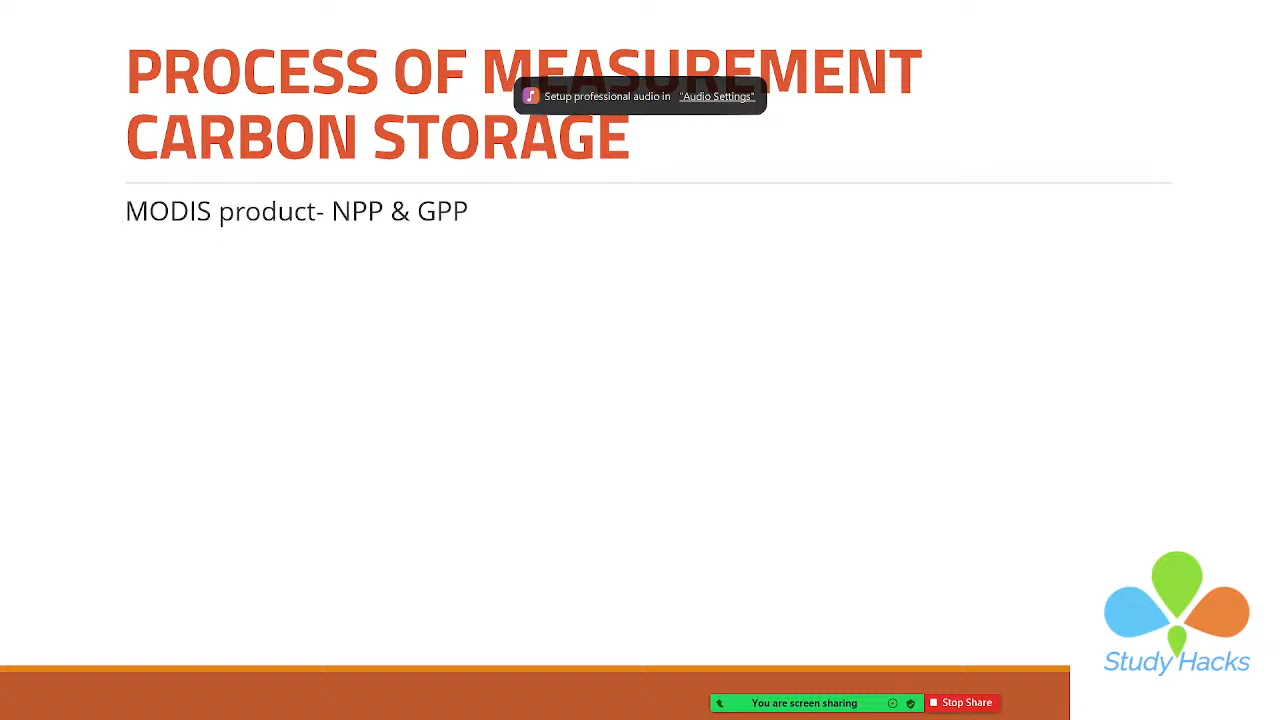 PROCESS OF MEASUREMENT
Setup professional audio in "Audio Settings"
CARBON STORAGE
MODIS product- NPP & GPP
Study Hacks
You are screen sharing
Stop Share